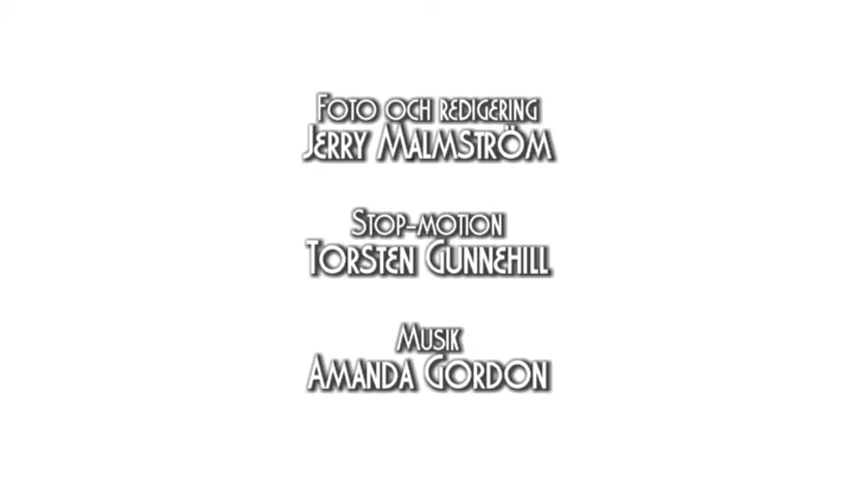 Foto och redigering
Jerry Malmström
Stop-motion
Torsten Gunnehill
Musik
Amanda Gordon